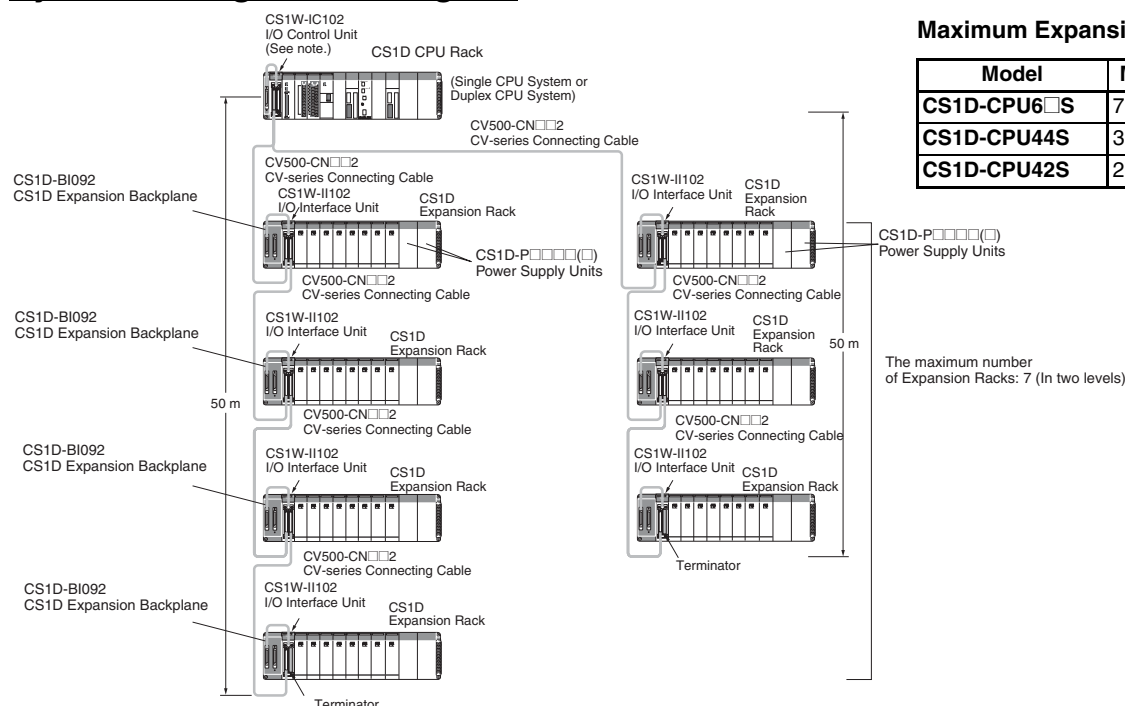 CS1W-IC102
I/O Control Unit
(See note.)
CS1D CPU Rack
(Single CPU System or
Duplex CPU System)
CV500-CN□□2
CV-series Connecting Cable
CV500-CN□□2
CV-series Connecting Cable
CS1D-BI092
CS1D Expansion Backplane
CS1W-II102
I/O Interface Unit
CS1D
Expansion Rack
CS1D-P□□□□(□)
Power Supply Units
CV500-CN□□2
CV-series Connecting Cable
CS1D-BI092
CS1D Expansion Backplane
CS1W-II102
I/O Interface Unit
CS1D
Expansion Rack
50 m
CV500-CN□□2
CV-series Connecting Cable
CS1D-BI092
CS1D Expansion Backplane
CS1W-II102
I/O Interface Unit
CS1D
Expansion Rack
CV500-CN□□2
CV-series Connecting Cable
CS1D-BI092
CS1D Expansion Backplane
CS1W-II102
I/O Interface Unit
CS1D
Expansion Rack
Terminator
CS1W-II102
I/O Interface Unit
CS1D
Expansion
Rack
CS1D-P□□□□(□)
Power Supply Units
CV500-CN□□2
CV-series Connecting Cable
CS1W-II102
I/O Interface Unit
CS1D
Expansion
Rack
50 m
CV500-CN□□2
CV-series Connecting Cable
CS1W-II102
I/O Interface Unit
CS1D
Expansion Rack
Terminator
The maximum number
of Expansion Racks: 7 (In two levels)
Maximum Expansi
Model
CS1D-CPU6□S 7
CS1D-CPU44S 3
CS1D-CPU42S 2